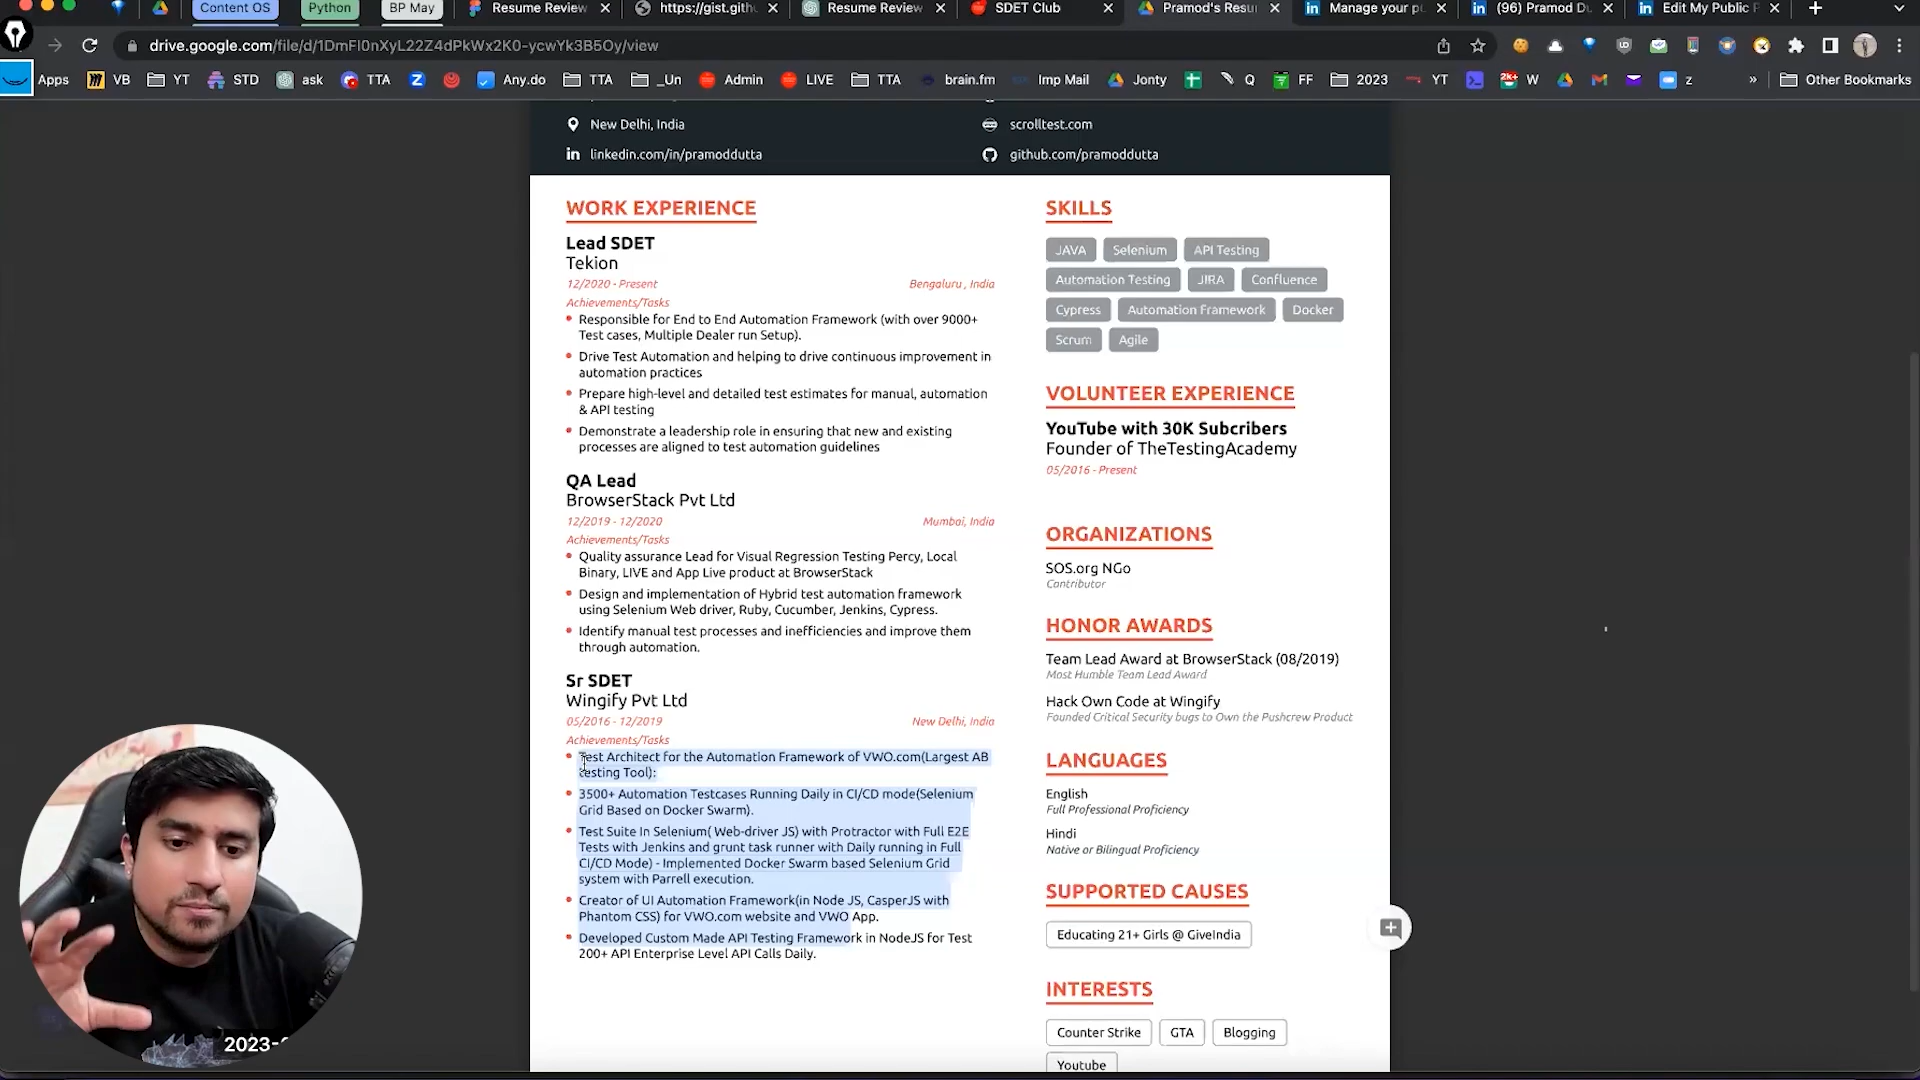 Content OS
Python
BP May
Resume Review
https://gist.gith
Resume Review
SDET Club
Pramod's Resu
Manage your p
(96) Pramod Du
Edit My Public P
drive.google.com/file/d/1DmFl0nXyL22Z4dPkWx2K0-ycwYk3B5Oy/view
Apps
VB
YT
STD
ask
TTA
Any.do
TTA
_Un
Admin
LIVE
TTA
brain.fm
Imp Mail
Jonty
Q
FF
2023
YT
W
z
»
Other Bookmarks
New Delhi, India
scrolltest.com
linkedin.com/in/pramoddutta
github.com/pramoddutta
WORK EXPERIENCE
Lead SDET
Tekion
12/2020 - Present
Bengaluru , India
Achievements/Tasks
Responsible for End to End Automation Framework (with over 9000+
Test cases, Multiple Dealer run Setup).
Drive Test Automation and helping to drive continuous improvement in
automation practices
Prepare high-level and detailed test estimates for manual, automation
& API testing
Demonstrate a leadership role in ensuring that new and existing
processes are aligned to test automation guidelines
QA Lead
BrowserStack Pvt Ltd
12/2019 - 12/2020
Mumbai, India
Achievements/Tasks
Quality assurance Lead for Visual Regression Testing Percy, Local
Binary, LIVE and App Live product at BrowserStack
Design and implementation of Hybrid test automation framework
using Selenium Web driver, Ruby, Cucumber, Jenkins, Cypress.
Identify manual test processes and inefficiencies and improve them
through automation.
Sr SDET
Wingify Pvt Ltd
05/2016 - 12/2019
New Delhi, India
Achievements/Tasks
Test Architect for the Automation Framework of VWO.com(Largest AB
testing Tool):
3500+ Automation Testcases Running Daily in CI/CD mode(Selenium
Grid Based on Docker Swarm).
Test Suite In Selenium( Web-driver JS) with Protractor with Full E2E
Tests with Jenkins and grunt task runner with Daily running in Full
CI/CD Mode) - Implemented Docker Swarm based Selenium Grid
system with Parrell execution.
Creator of UI Automation Framework(in Node JS, CasperJS with
Phantom CSS) for VWO.com website and VWO App.
Developed Custom Made API Testing Framework in NodeJS for Test
200+ API Enterprise Level API Calls Daily.
SKILLS
JAVA
Selenium
API Testing
Automation Testing
JIRA
Confluence
Cypress
Automation Framework
Docker
Scrum
Agile
VOLUNTEER EXPERIENCE
YouTube with 30K Subcribers
Founder of TheTestingAcademy
05/2016 - Present
ORGANIZATIONS
SOS.org NGo
Contributor
HONOR AWARDS
Team Lead Award at BrowserStack (08/2019)
Most Humble Team Lead Award
Hack Own Code at Wingify
Founded Critical Security bugs to Own the Pushcrew Product
LANGUAGES
English
Full Professional Proficiency
Hindi
Native or Bilingual Proficiency
SUPPORTED CAUSES
Educating 21+ Girls @ GiveIndia
INTERESTS
Counter Strike
GTA
Blogging
Youtube
2023-